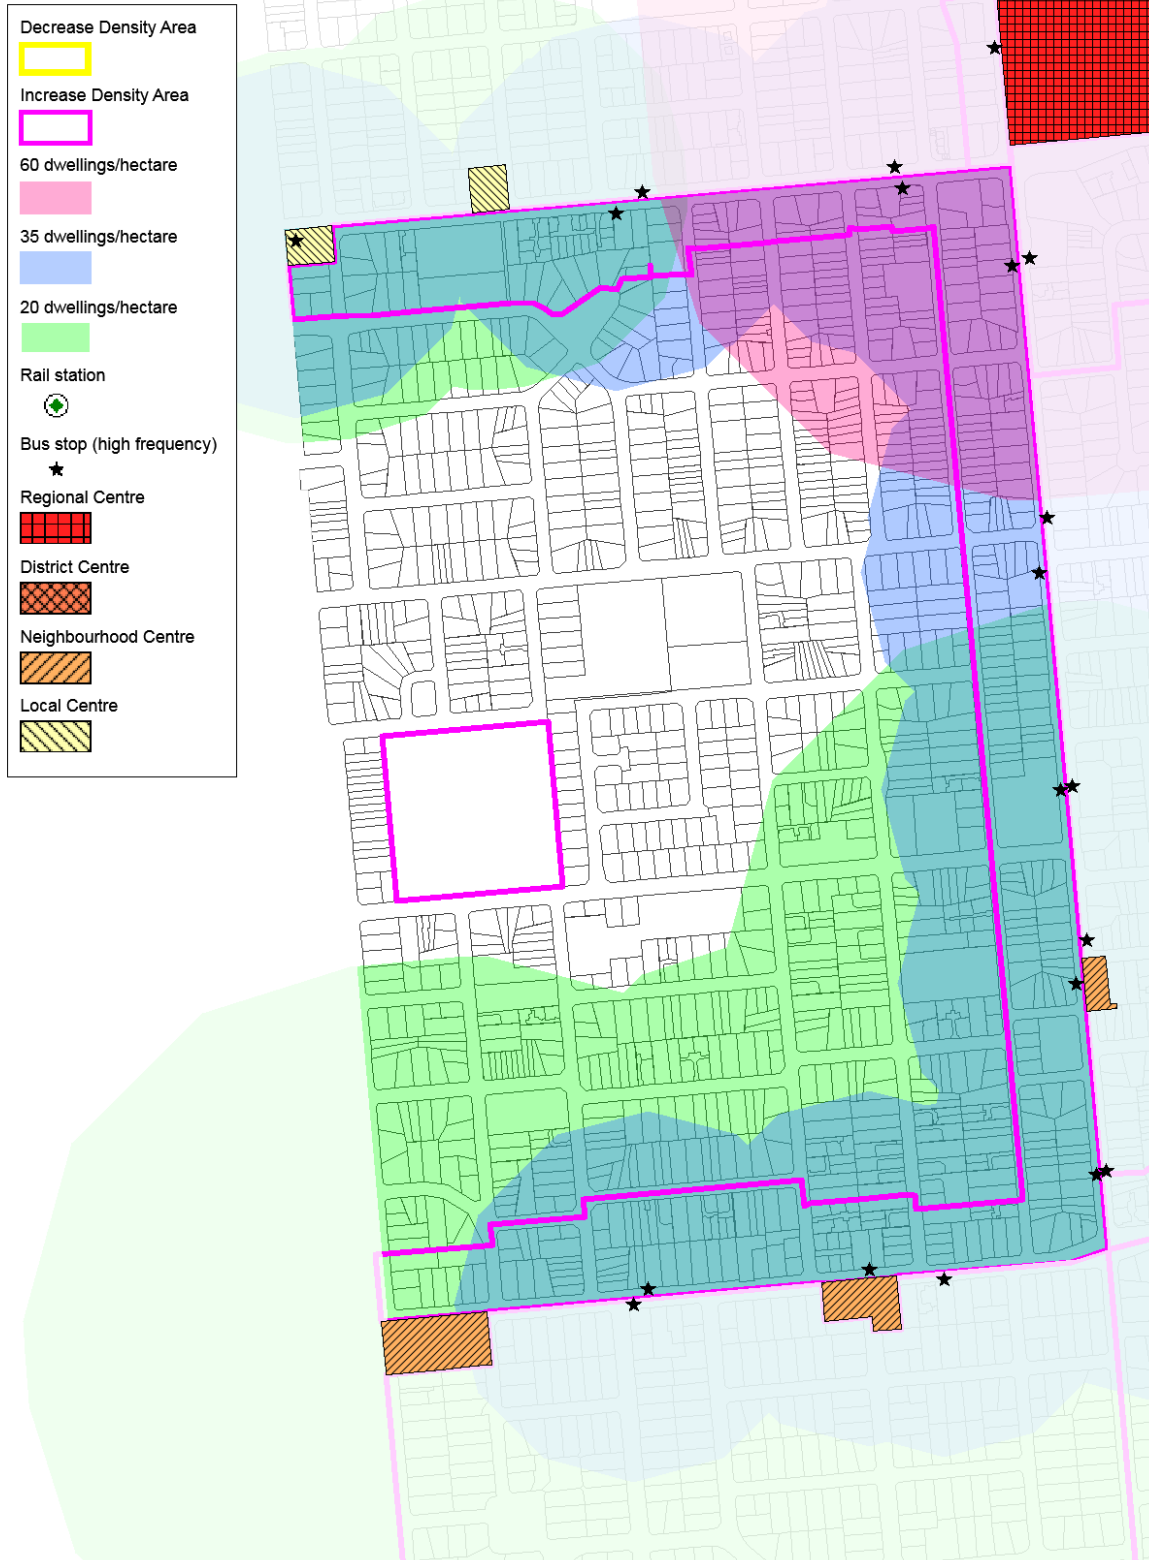 Decrease Density Area
Increase Density Area
60 dwellings/hectare
35 dwellings/hectare
20 dwellings/hectare
Rail station
Bus stop (high frequency)
Regional Centre
District Centre
Neighbourhood Centre
Local Centre